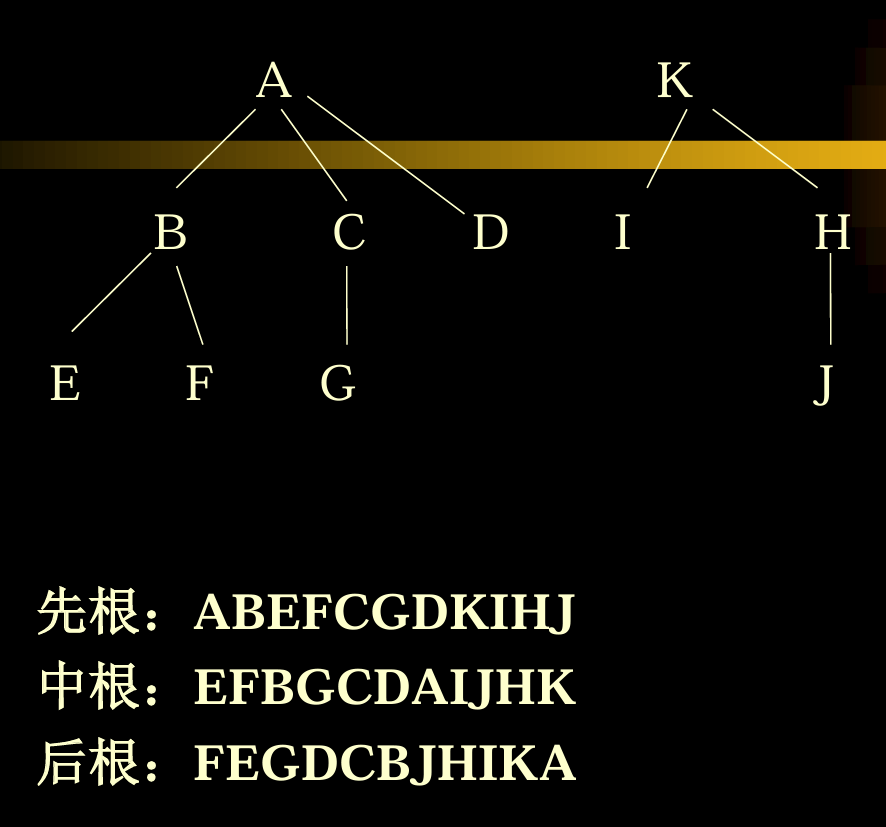 A K
B C D I H
E F G J
先根：ABEFCGDKIHJ
中根：EFBGCDAIJHK
后根：FEGDCBJHIKA